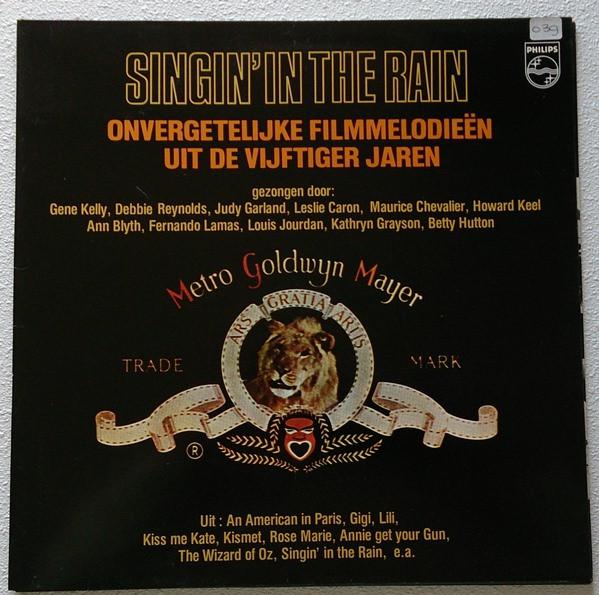 039
PHILIPS
SINGIN' IN THE RAIN
ONVERGETELIJKE FILMMELODIEËN
UIT DE VIJFTIGER JAREN
gezongen door:
Gene Kelly, Debbie Reynolds, Judy Garland, Leslie Caron, Maurice Chevalier, Howard Keel
Ann Blyth, Fernando Lamas, Louis Jourdan, Kathryn Grayson, Betty Hutton
Metro Goldwyn Mayer
ARS GRATIA ARTIS
TRADE MARK
®
Uit : An American in Paris, Gigi, Lili,
Kiss me Kate, Kismet, Rose Marie, Annie get your Gun,
The Wizard of Oz, Singin' in the Rain, e.a.